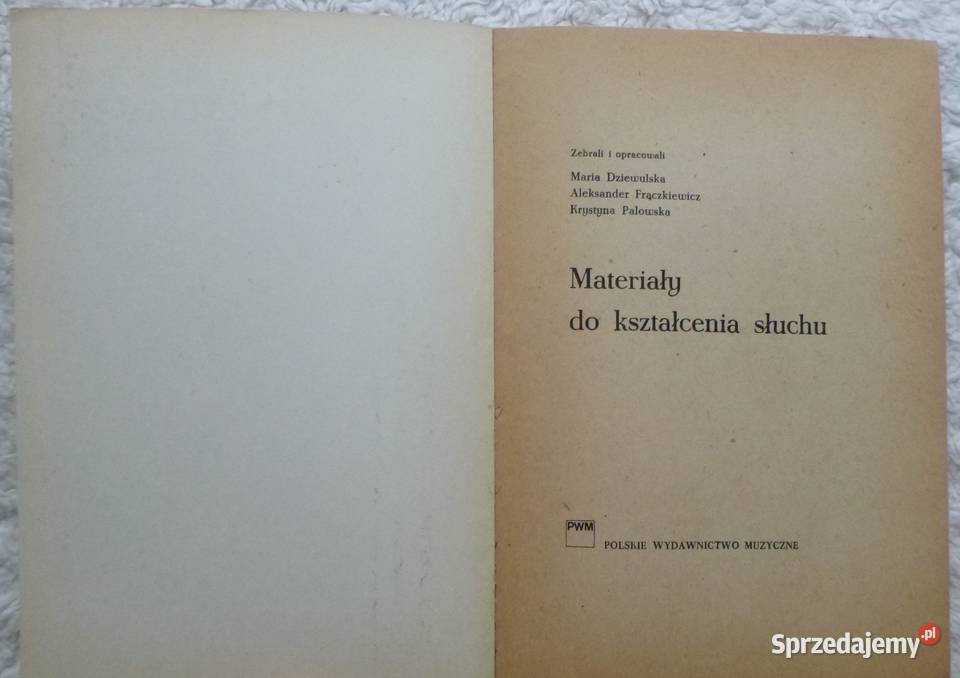 Zebrali i opracowali
Maria Dziewulska
Aleksander Frączkiewicz
Krystyna Palowska
Materiały
do kształcenia słuchu
PWM
POLSKIE WYDAWNICTWO MUZYCZNE
Sprzedajemy.pl